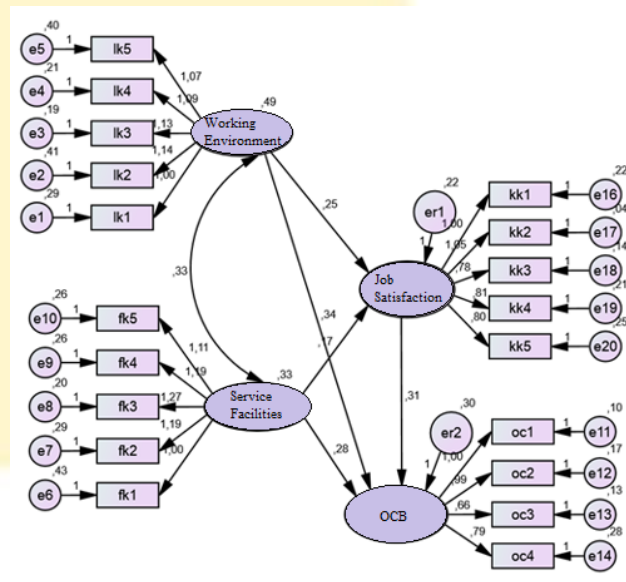 ,40
e5 1 lk5
1,07
,21
e4 1 lk4
1,09
,19
e3 1 lk3
1,13
,41
e2 1 lk2
1,14
,29
e1 1 lk1
1,00
,49
Working
Environment
,33
,25
,34
,17
,22
er1
1
Job
Satisfaction
1,00
kk1 1 e16
,22
1,05
kk2 1 e17
,04
,78
kk3 1 e18
,14
,81
kk4 1 e19
,21
,80
kk5 1 e20
,25
,26
e10 1 fk5
1,11
,26
e9 1 fk4
1,19
,20
e8 1 fk3
1,27
,29
e7 1 fk2
1,19
,43
e6 1 fk1
1,00
,33
Service
Facilities
,28
,31
,30
er2
1
OCB
1,00
oc1 1 e11
,10
,99
oc2 1 e12
,17
,66
oc3 1 e13
,13
,79
oc4 1 e14
,28